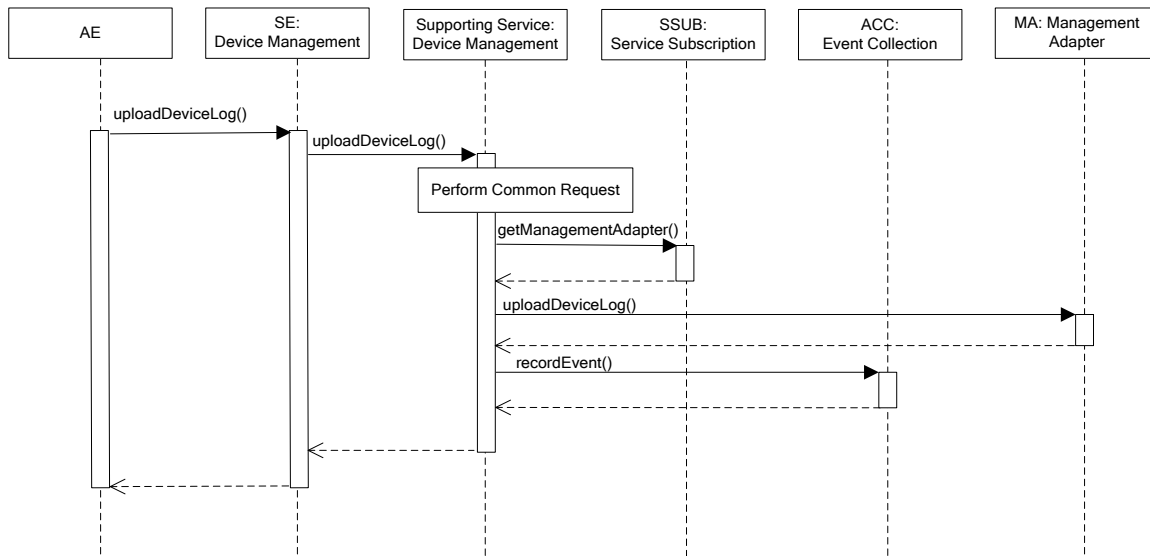 AE
SE:
Device Management
Supporting Service:
Device Management
SSUB:
Service Subscription
ACC:
Event Collection
MA: Management
Adapter
uploadDeviceLog()
uploadDeviceLog()
Perform Common Request
getManagementAdapter()
uploadDeviceLog()
recordEvent()